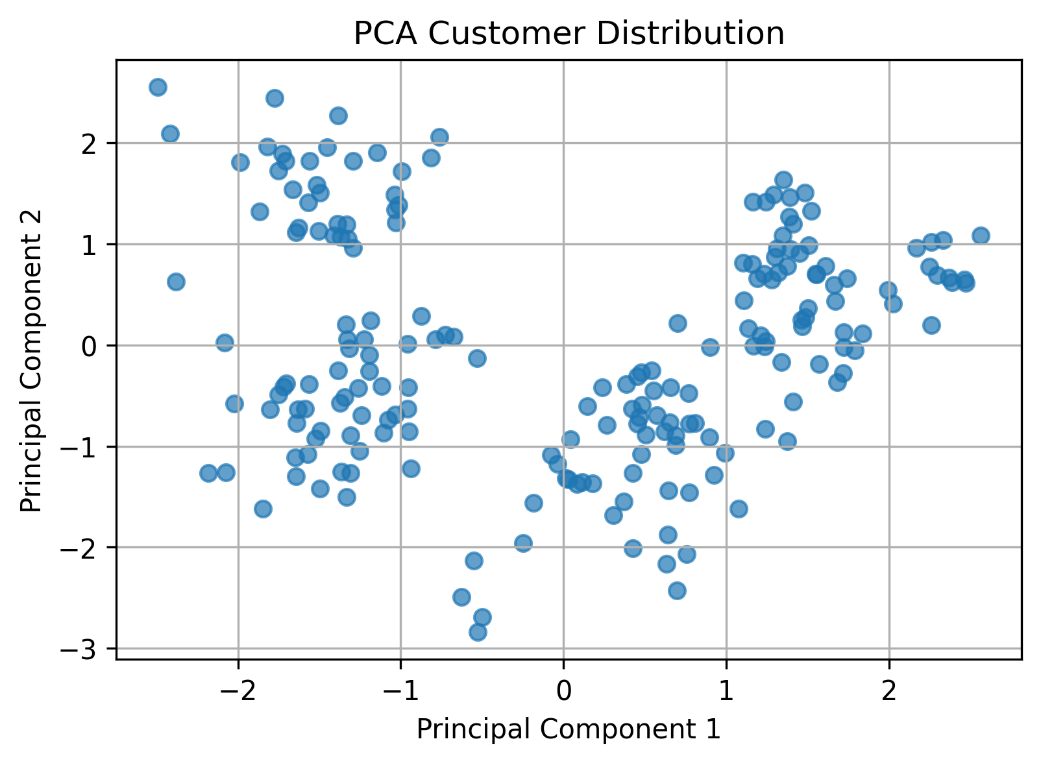 PCA Customer Distribution
2
1
0
−1
−2
−3
Principal Component 2
−2 −1 0 1 2
Principal Component 1